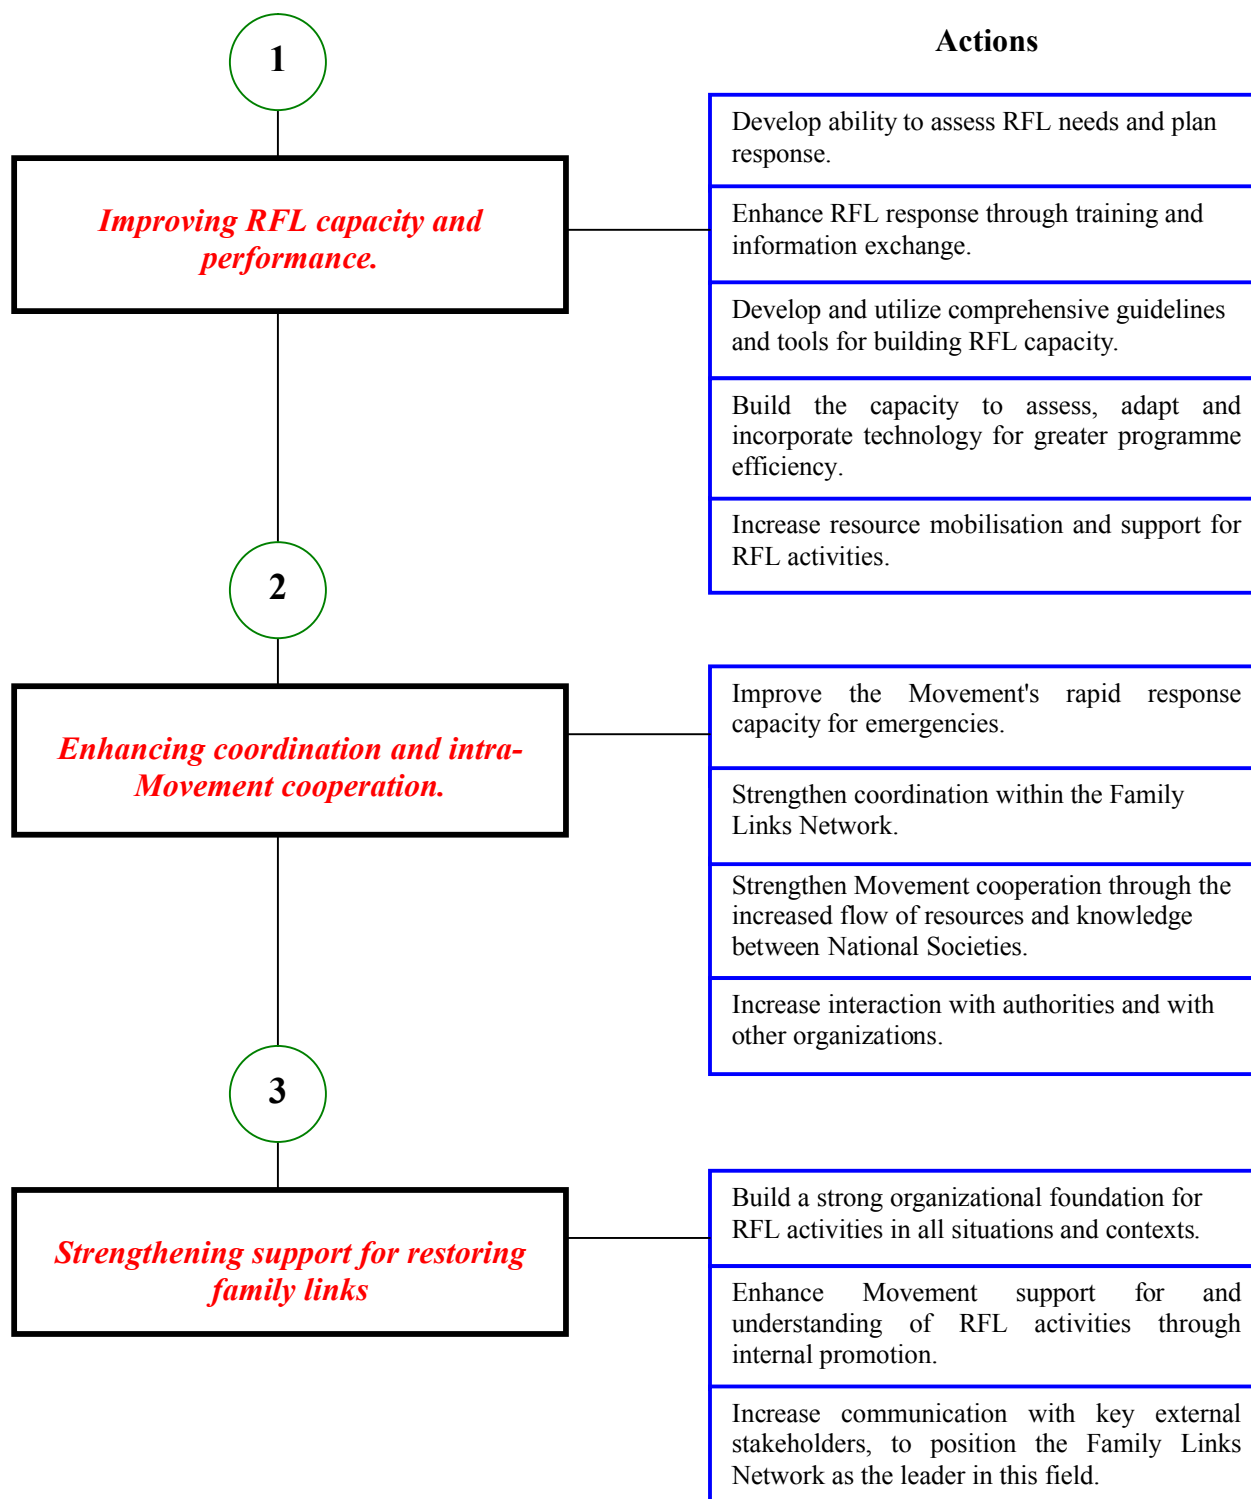 Actions
1
Improving RFL capacity and
performance.
Develop ability to assess RFL needs and plan
response.
Enhance RFL response through training and
information exchange.
Develop and utilize comprehensive guidelines
and tools for building RFL capacity.
Build the capacity to assess, adapt and
incorporate technology for greater programme
efficiency.
Increase resource mobilisation and support for
RFL activities.
2
Enhancing coordination and intra-
Movement cooperation.
Improve the Movement's rapid response
capacity for emergencies.
Strengthen coordination within the Family
Links Network.
Strengthen Movement cooperation through the
increased flow of resources and knowledge
between National Societies.
Increase interaction with authorities and with
other organizations.
3
Strengthening support for restoring
family links
Build a strong organizational foundation for
RFL activities in all situations and contexts.
Enhance Movement support for and
understanding of RFL activities through
internal promotion.
Increase communication with key external
stakeholders, to position the Family Links
Network as the leader in this field.